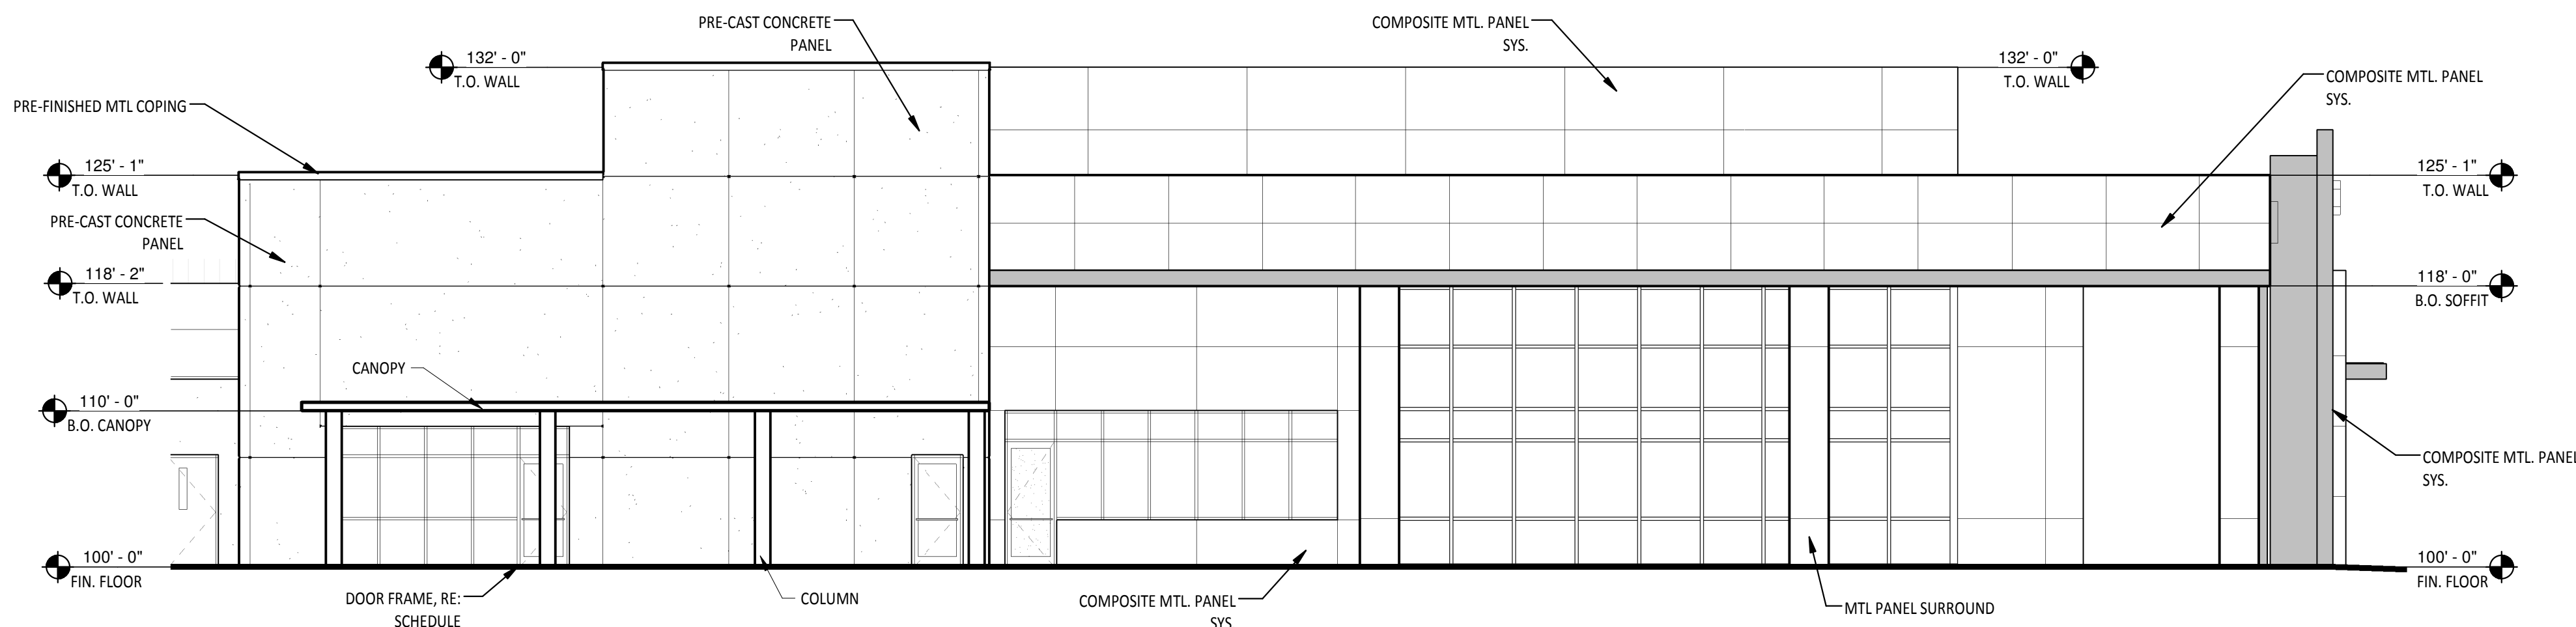 PRE-CAST CONCRETE
PANEL
COMPOSITE MTL. PANEL
SYS.
132' - 0"
T.O. WALL
132' - 0"
T.O. WALL
COMPOSITE MTL. PANEL
SYS.
PRE-FINISHED MTL COPING
125' - 1"
T.O. WALL
125' - 1"
T.O. WALL
PRE-CAST CONCRETE
PANEL
118' - 2"
T.O. WALL
118' - 0"
B.O. SOFFIT
CANOPY
110' - 0"
B.O. CANOPY
COMPOSITE MTL. PANEL
SYS.
100' - 0"
FIN. FLOOR
100' - 0"
FIN. FLOOR
DOOR FRAME, RE:
SCHEDULE
COLUMN
COMPOSITE MTL. PANEL
SYS
MTL PANEL SURROUND